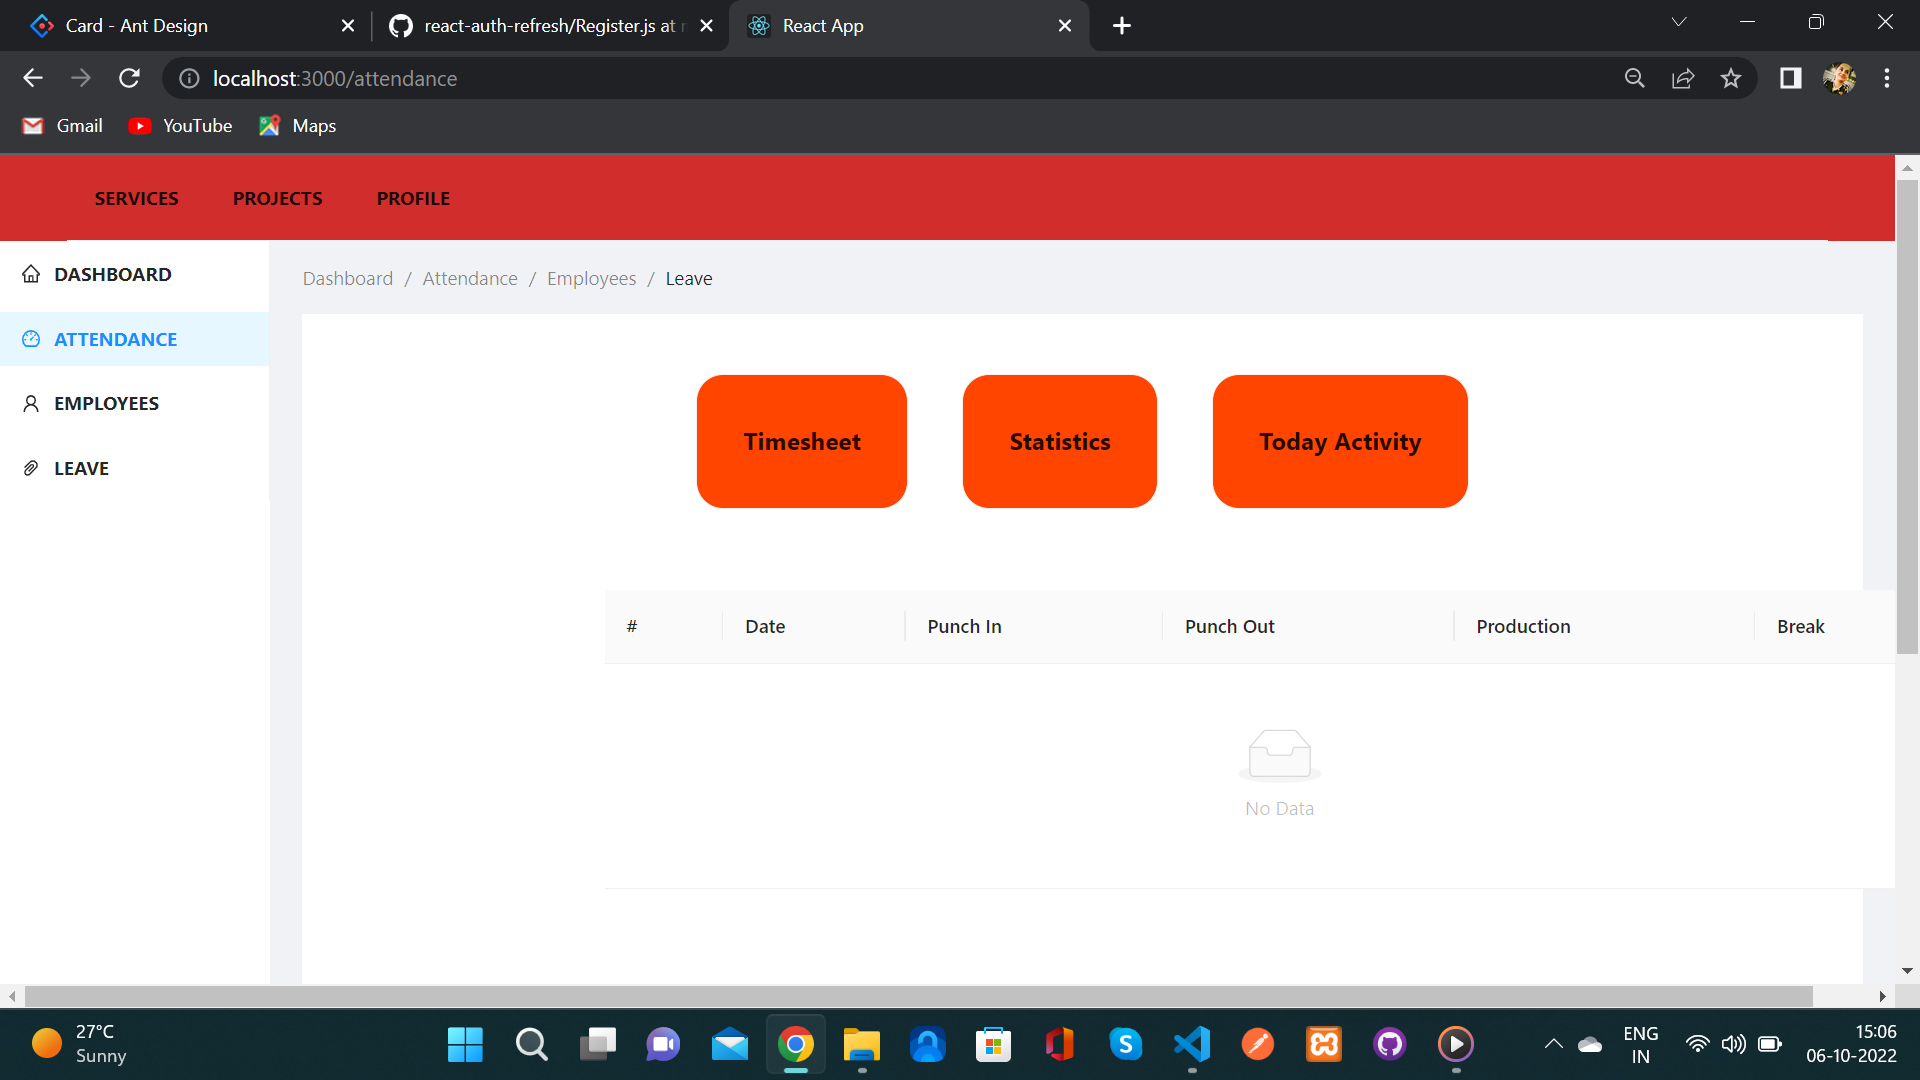 Card - Ant Design
react-auth-refresh/Register.js at
React App
localhost:3000/attendance
Gmail
YouTube
Maps
SERVICES
PROJECTS
PROFILE
DASHBOARD
ATTENDANCE
EMPLOYEES
LEAVE
Dashboard / Attendance / Employees / Leave
Timesheet
Statistics
Today Activity
# Date Punch In Punch Out Production Break
No Data
27°C
Sunny
S
ENG
IN
15:06
06-10-2022